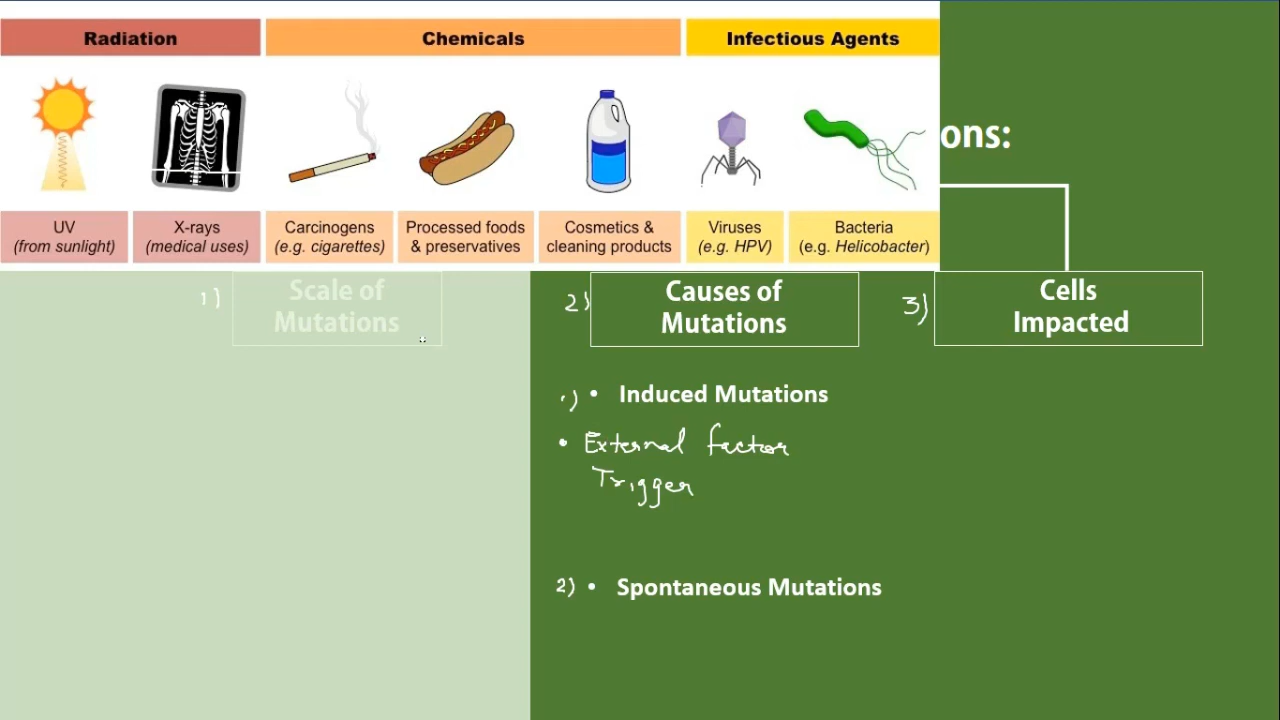 Radiation
Chemicals
Infectious Agents
UV
(from sunlight)
X-rays
(medical uses)
Carcinogens
(e.g. cigarettes)
Processed foods
& preservatives
Cosmetics &
cleaning products
Viruses
(e.g. HPV)
Bacteria
(e.g. Helicobacter)
ons:
1) Scale of
Mutations
2) Causes of
Mutations
3) Cells
Impacted
1) • Induced Mutations
• External factor
Trigger
2) • Spontaneous Mutations